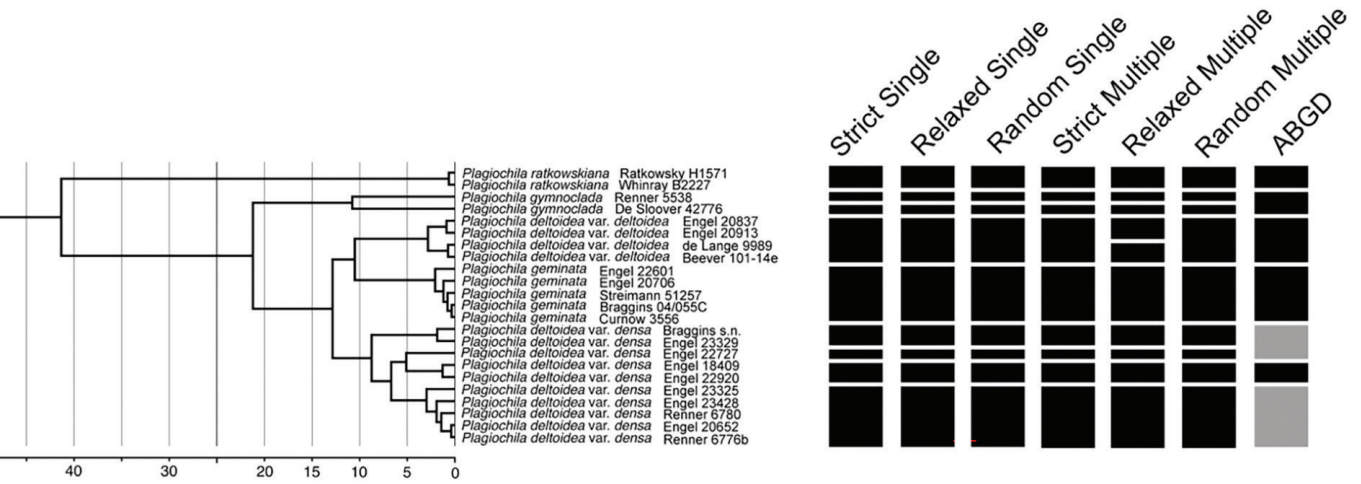 Strict Single
Relaxed Single
Random Single
Strict Multiple
Relaxed Multiple
Random Multiple
ABGD
Plagiochila ratkowskiana Ratkowsky H1571
Plagiochila ratkowskiana Whinray B2227
Plagiochila gymnoclada Renner 5538
Plagiochila gymnoclada De Sloover 42776
Plagiochila deltoidea var. deltoidea Engel 20837
Plagiochila deltoidea var. deltoidea Engel 20913
Plagiochila deltoidea var. deltoidea de Lange 9989
Plagiochila deltoidea var. deltoidea Beever 101-14e
Plagiochila geminata Engel 22601
Plagiochila geminata Engel 20706
Plagiochila geminata Streimann 51257
Plagiochila geminata Braggins 04/055C
Plagiochila geminata Curnow 3556
Plagiochila deltoidea var. densa Braggins s.n.
Plagiochila deltoidea var. densa Engel 23329
Plagiochila deltoidea var. densa Engel 22727
Plagiochila deltoidea var. densa Engel 18409
Plagiochila deltoidea var. densa Engel 22920
Plagiochila deltoidea var. densa Engel 23325
Plagiochila deltoidea var. densa Engel 23428
Plagiochila deltoidea var. densa Renner 6780
Plagiochila deltoidea var. densa Engel 20652
Plagiochila deltoidea var. densa Renner 6776b
40 30 20 15 10 5 0